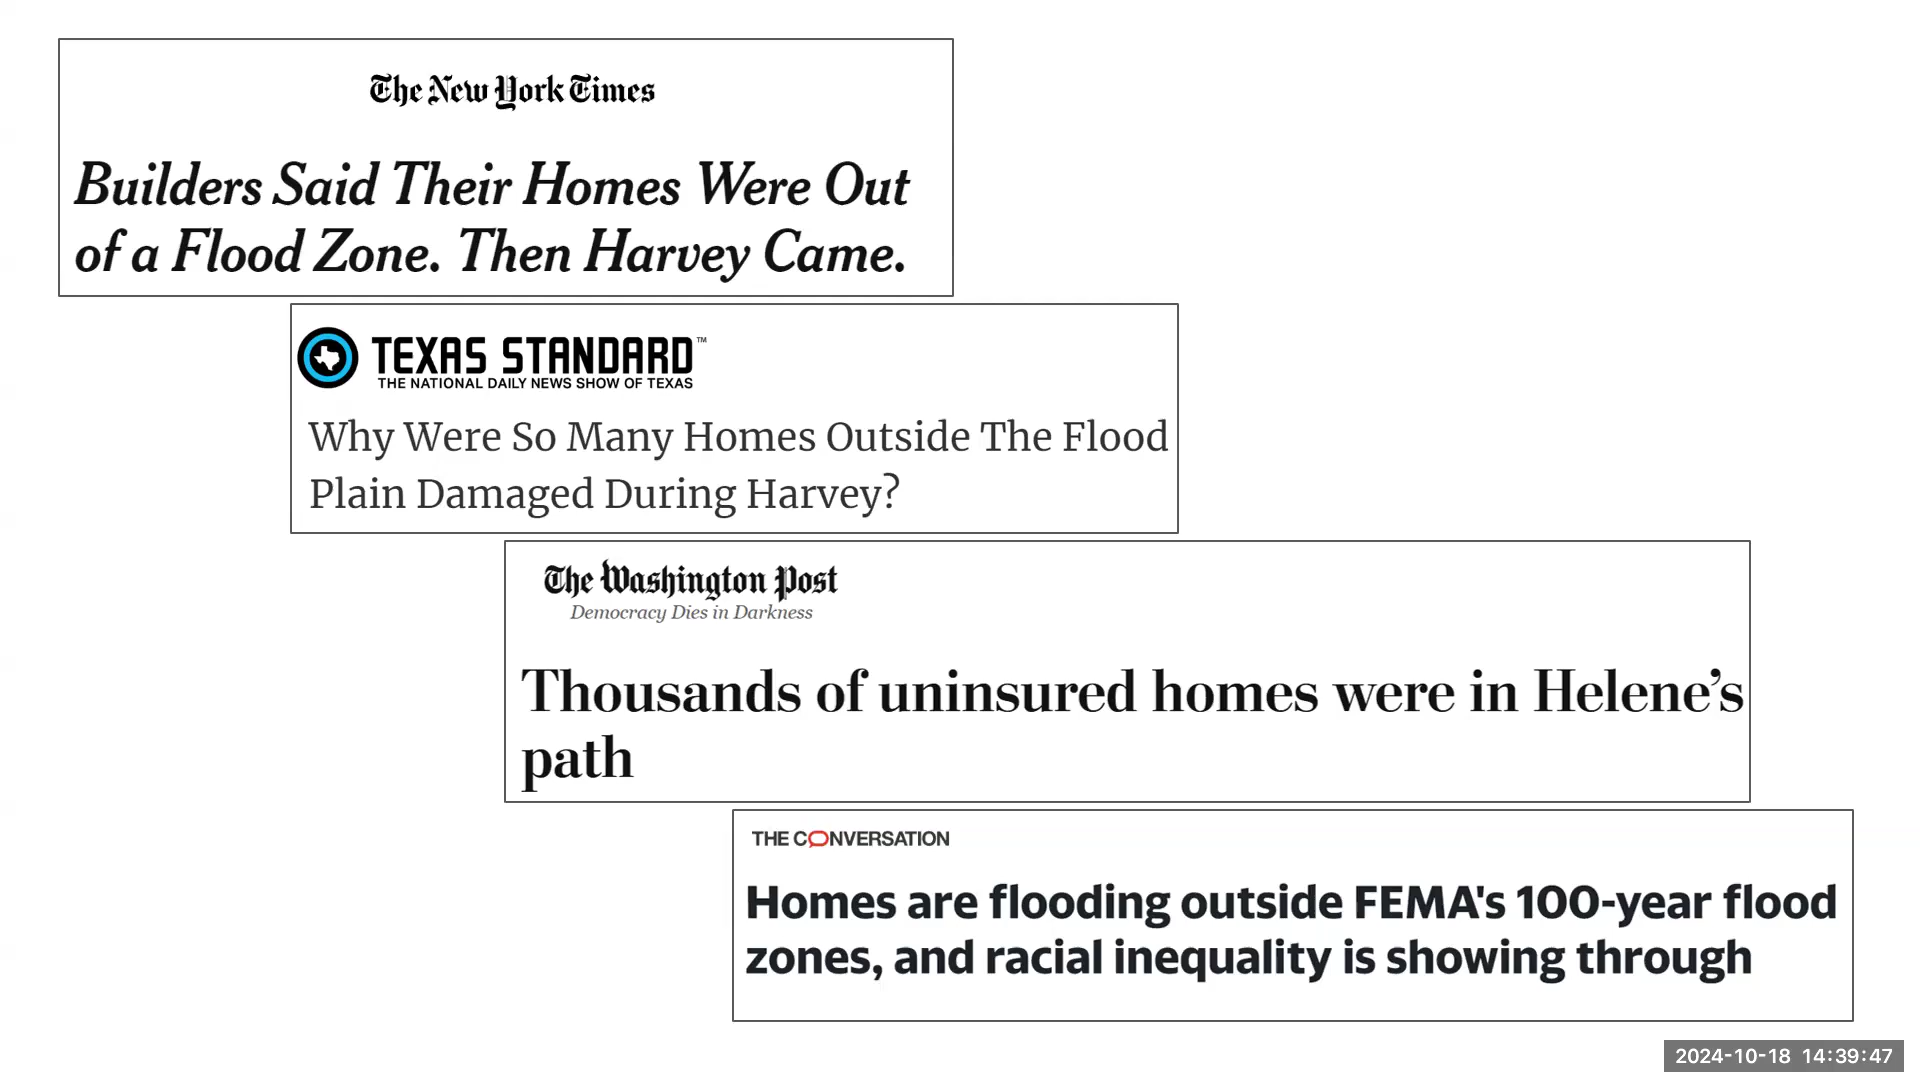 The New York Times
Builders Said Their Homes Were Out
of a Flood Zone. Then Harvey Came.
TEXAS STANDARD™
THE NATIONAL DAILY NEWS SHOW OF TEXAS
Why Were So Many Homes Outside The Flood
Plain Damaged During Harvey?
The Washington Post
Democracy Dies in Darkness
Thousands of uninsured homes were in Helene’s
path
THE CONVERSATION
Homes are flooding outside FEMA's 100-year flood
zones, and racial inequality is showing through
2024-10-18 14:39:47